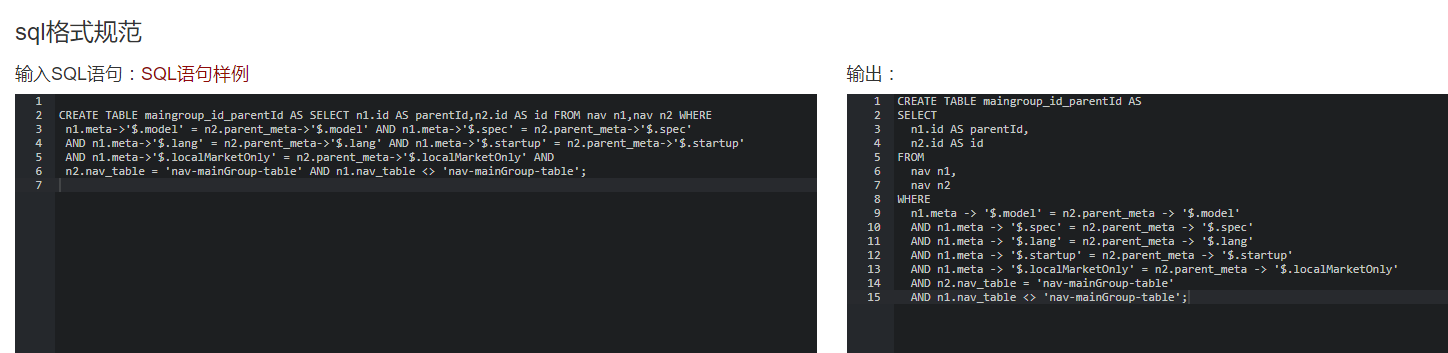 sql格式规范
输入SQL语句：SQL语句样例
1
2 CREATE TABLE maingroup_id_parentId AS SELECT n1.id AS parentId,n2.id AS id FROM nav n1,nav n2 WHERE
3 n1.meta->'$.model' = n2.parent_meta->'$.model' AND n1.meta->'$.spec' = n2.parent_meta->'$.spec'
4 AND n1.meta->'$.lang' = n2.parent_meta->'$.lang' AND n1.meta->'$.startup' = n2.parent_meta->'$.startup'
5 AND n1.meta->'$.localMarketOnly' = n2.parent_meta->'$.localMarketOnly' AND
6 n2.nav_table = 'nav-mainGroup-table' AND n1.nav_table <> 'nav-mainGroup-table';
7
输出：
1 CREATE TABLE maingroup_id_parentId AS
2 SELECT
3 n1.id AS parentId,
4 n2.id AS id
5 FROM
6 nav n1,
7 nav n2
8 WHERE
9 n1.meta -> '$.model' = n2.parent_meta -> '$.model'
10 AND n1.meta -> '$.spec' = n2.parent_meta -> '$.spec'
11 AND n1.meta -> '$.lang' = n2.parent_meta -> '$.lang'
12 AND n1.meta -> '$.startup' = n2.parent_meta -> '$.startup'
13 AND n1.meta -> '$.localMarketOnly' = n2.parent_meta -> '$.localMarketOnly'
14 AND n2.nav_table = 'nav-mainGroup-table'
15 AND n1.nav_table <> 'nav-mainGroup-table';